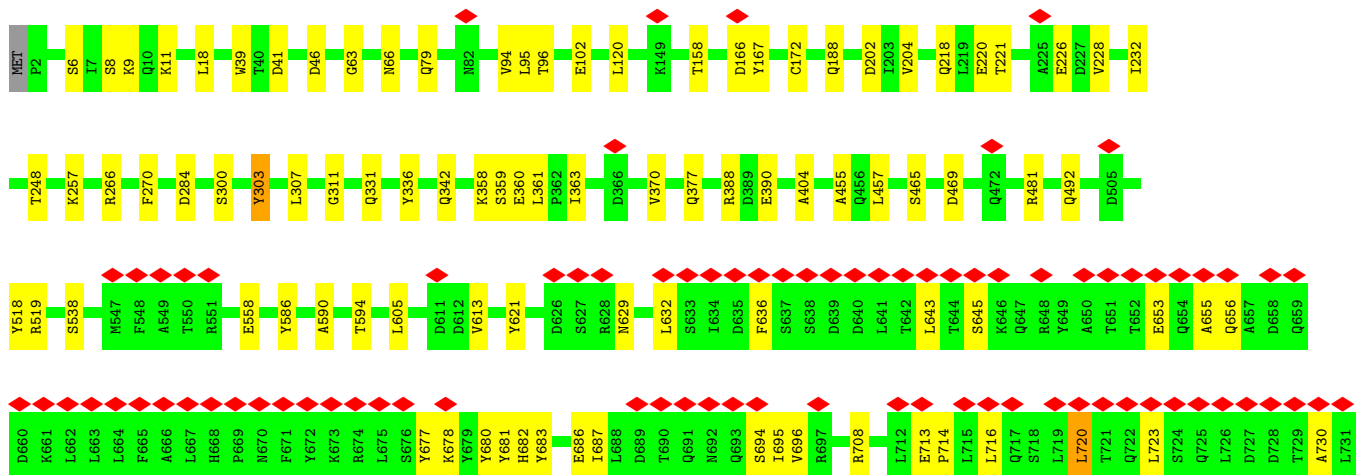 MET P2 S6 I7 S8 K9 Q10 K11 L18 W39 T40 D41 D46 G63 N66 Q79 N82 V94 L95 T96 E102 L120 K149 T158 D166 Y167 C172 Q188 D202 I203 V204 Q218 L219 E220 T221 A225 E226 D227 V228 I232
T248 K257 R266 F270 D284 S300 Y303 L307 G311 Q331 Y336 Q342 K358 S359 E360 L361 P362 I363 D366 V370 Q377 R388 D389 E390 A404 A455 Q456 L457 S465 D469 Q472 R481 Q492 D505
Y518 R519 S538 M547 F548 A549 T550 R551 E558 Y586 A590 T594 L605 D611 D612 V613 Y621 D626 S627 R628 N629 L632 S633 I634 D635 F636 S637 S638 D639 D640 L641 T642 L643 T644 S645 K646 Q647 R648 Y649 A650 T651 T652 E653 Q654 A655 Q656 A657 D658 Q659
D660 K661 L662 L663 L664 F665 A666 L667 H668 P669 N670 F671 Y672 K673 R674 L675 S676 Y677 K678 Y679 Y680 Y681 H682 Y683 E686 I687 L688 D689 T690 Q691 N692 Q693 S694 I695 V696 R697 R708 L712 E713 P714 L715 L716 Q717 S718 L719 L720 T721 Q722 L723 S724 Q725 L726 D727 D728 T729 A730 L731